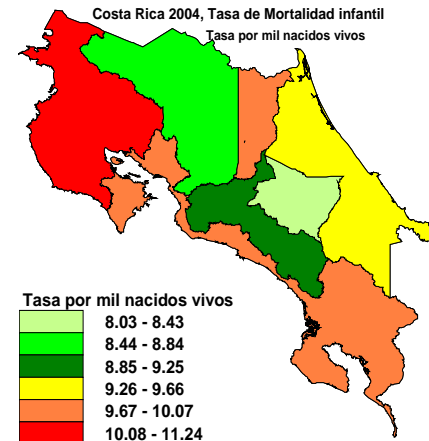 Costa Rica 2004, Tasa de Mortalidad infantil
Tasa por mil nacidos vivos
Tasa por mil nacidos vivos
8.03 - 8.43
8.44 - 8.84
8.85 - 9.25
9.26 - 9.66
9.67 - 10.07
10.08 - 11.24